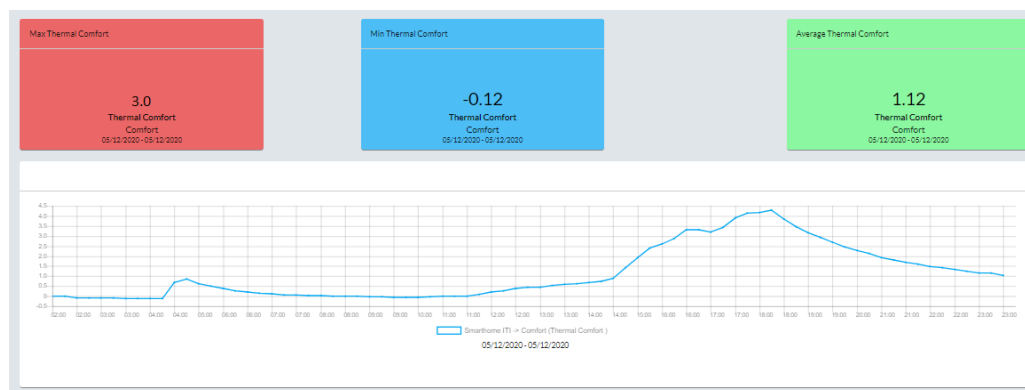 Max Thermal Comfort
3.0
Thermal Comfort
Comfort
05/12/2020 - 05/12/2020
Min Thermal Comfort
-0.12
Thermal Comfort
Comfort
05/12/2020 - 05/12/2020
Average Thermal Comfort
1.12
Thermal Comfort
Comfort
05/12/2020 - 05/12/2020
4.5
4.0
3.5
3.0
2.5
2.0
1.5
1.0
0.5
0
-0.5
Smarthome ITI -> Comfort (Thermal Comfort )
05/12/2020 - 05/12/2020